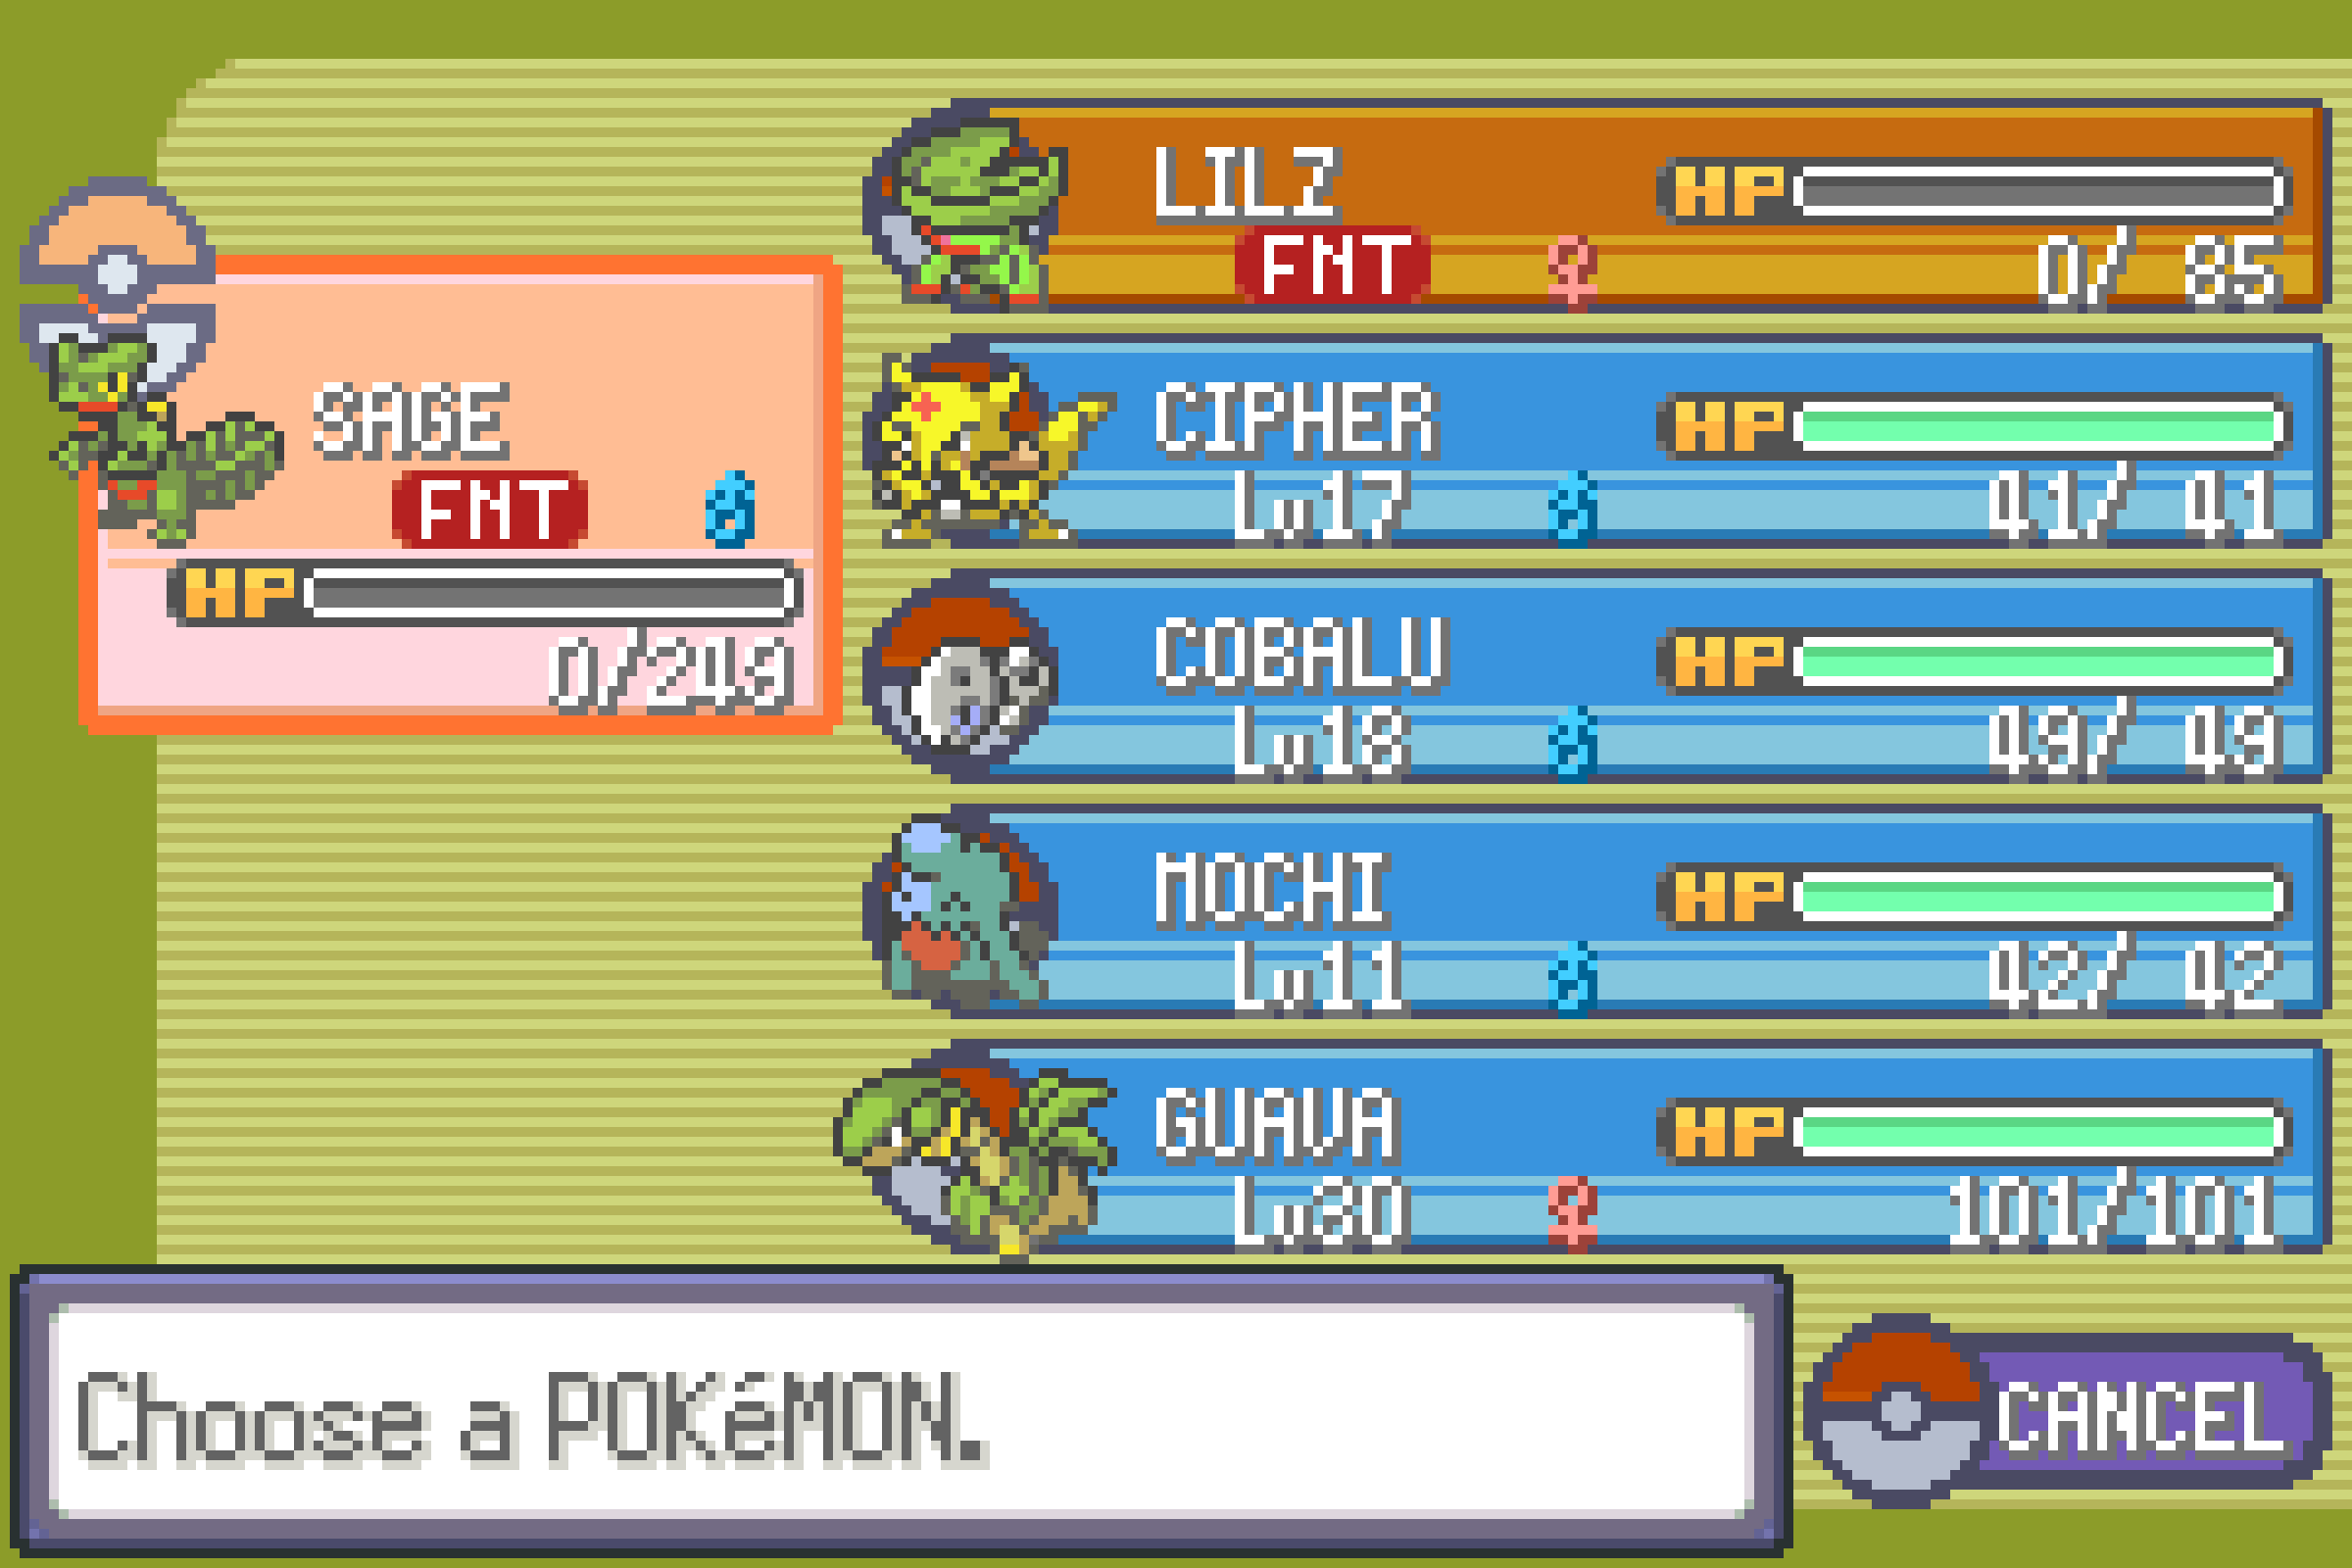 SAGE
FNT ♂
HP
0/249
LILZ
HP
FNT ♀ 0/ 85
CIPHER
HP
Lv17 ♂ 41/ 41
COBALU
HP
Lv18 ♂ 49/ 49
MOCHI
HP
Lv11 ♂ 42/ 42
GUAVA
HP
Lv30 ♀ 101/101
Choose a POKéMON.
CANCEL